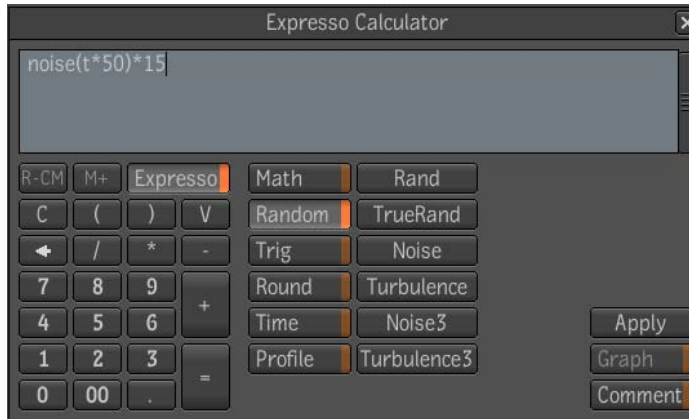 Expresso Calculator
noise(t*50)*15
R-CM M+ Expresso Math Rand
C ( ) V Random TrueRand
/ * - Trig Noise
7 8 9 + Round Turbulence
4 5 6 Time Noise3 Apply
1 2 3 = Profile Turbulence3 Graph
0 00 . Comment